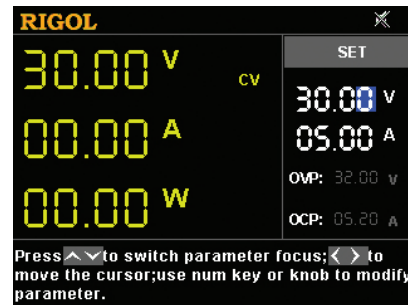 RIGOL
SET
30.00 V
CV
00.00 A
00.00 W
30.00 V
05.00 A
OVP: 32.00 V
OCP: 05.20 A
Press to switch parameter focus; to
move the cursor;use num key or knob to modify
parameter.